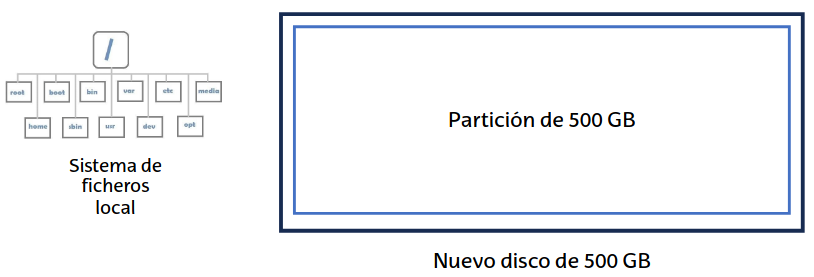 /
root
boot
bin
var
etc
media
home
sbin
usr
dev
opt
Sistema de
ficheros
local
Partición de 500 GB
Nuevo disco de 500 GB